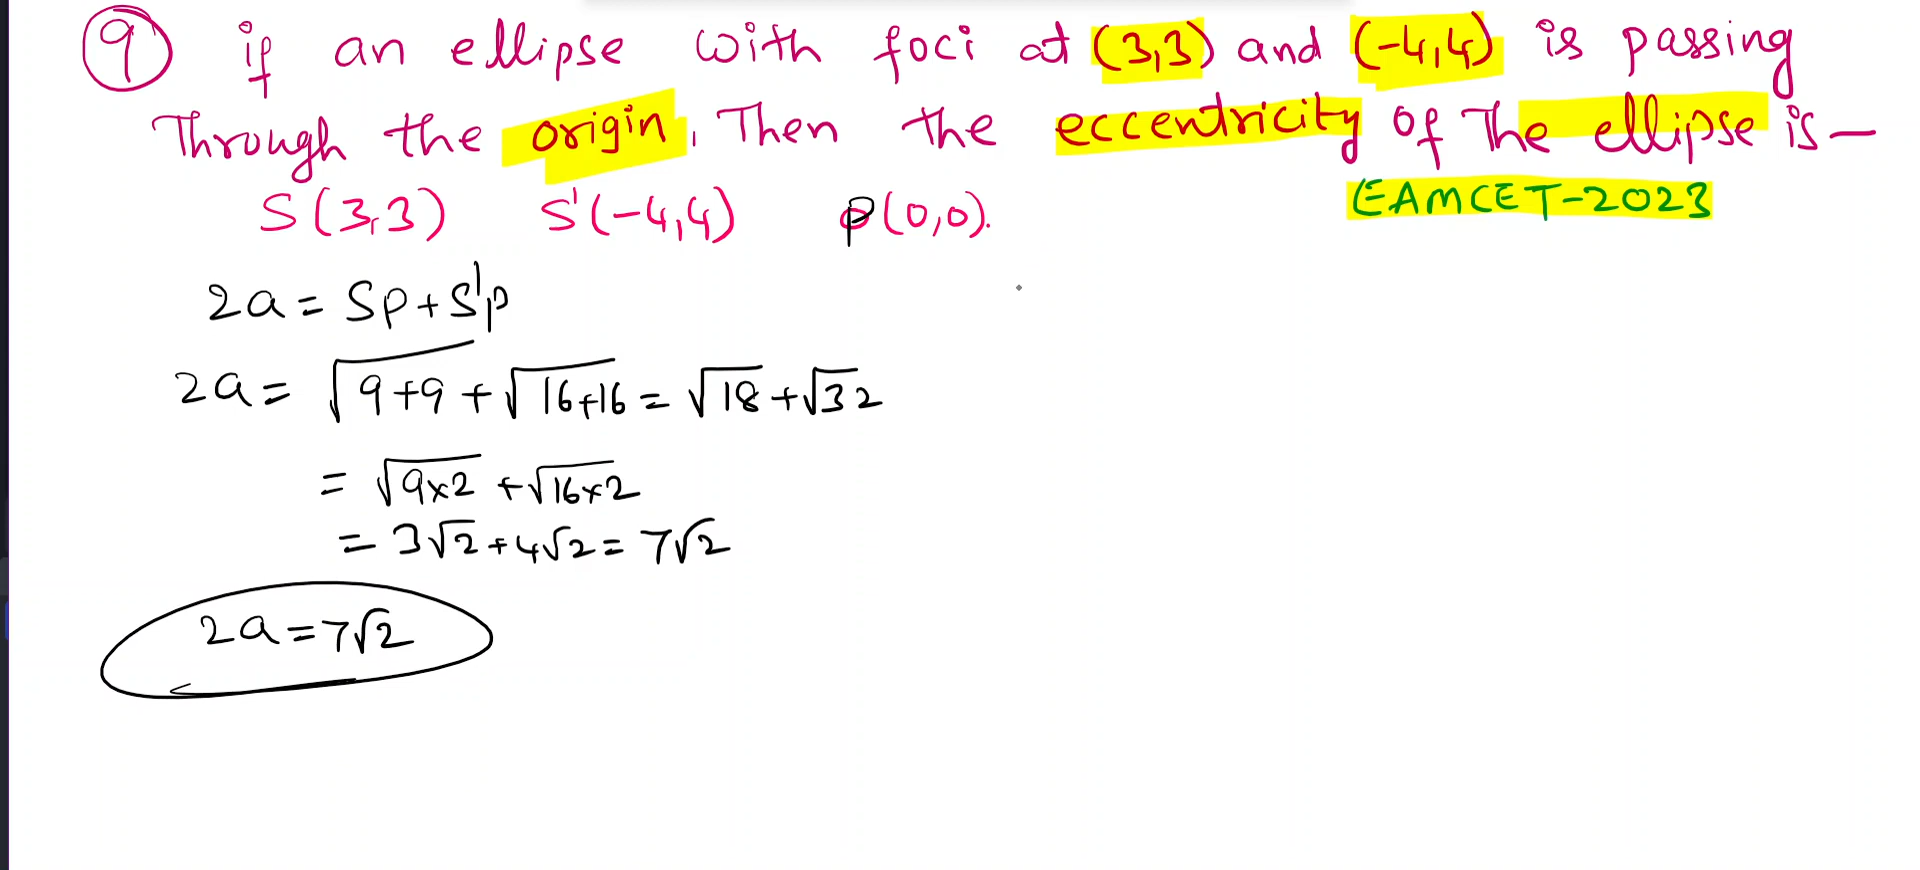 9 if an ellipse with foci at (3,3) and (-4,4) is passing
Through the origin, Then the eccentricity of The ellipse is —
S(3,3) S'(-4,4) P(0,0).
EAMCET-2023
2a = SP + S'P
2a = √9+9 + √16+16 = √18 + √32
= √9×2 + √16×2
= 3√2 + 4√2 = 7√2
2a = 7√2